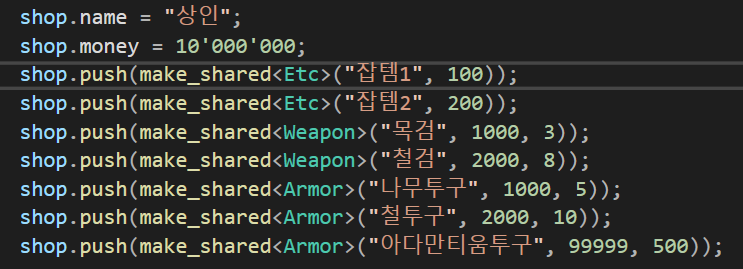 shop.name = "상인";
shop.money = 10'000'000;
shop.push(make_shared<Etc>("잡템1", 100));
shop.push(make_shared<Etc>("잡템2", 200));
shop.push(make_shared<Weapon>("목검", 1000, 3));
shop.push(make_shared<Weapon>("철검", 2000, 8));
shop.push(make_shared<Armor>("나무투구", 1000, 5));
shop.push(make_shared<Armor>("철투구", 2000, 10));
shop.push(make_shared<Armor>("아다만티움투구", 99999, 500));